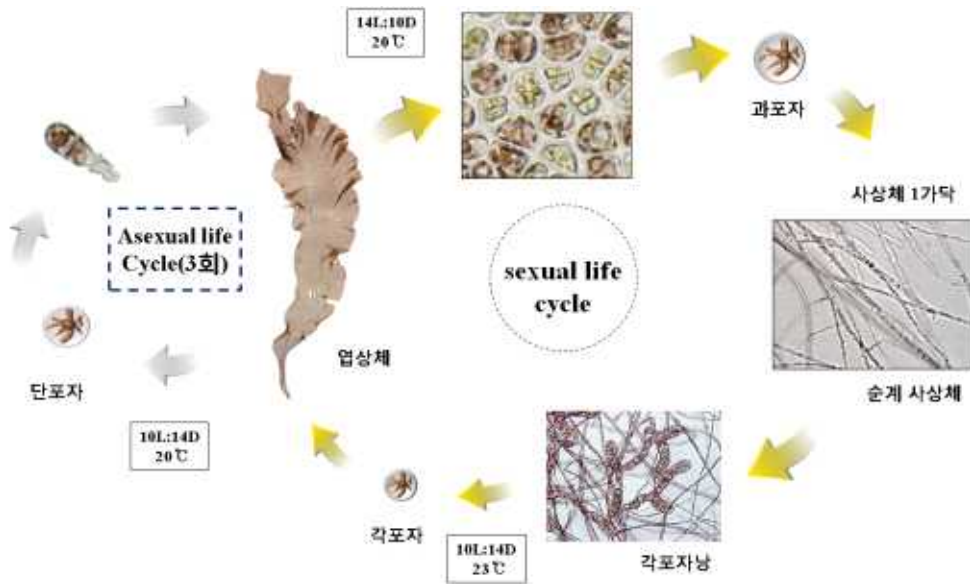 14L:10D
20℃
과포자
사상체 1가닥
Asexual life
Cycle(3회)
sexual life
cycle
엽상체
단포자
순계 사상체
10L:14D
20℃
각포자
10L:14D
23℃
각포자낭